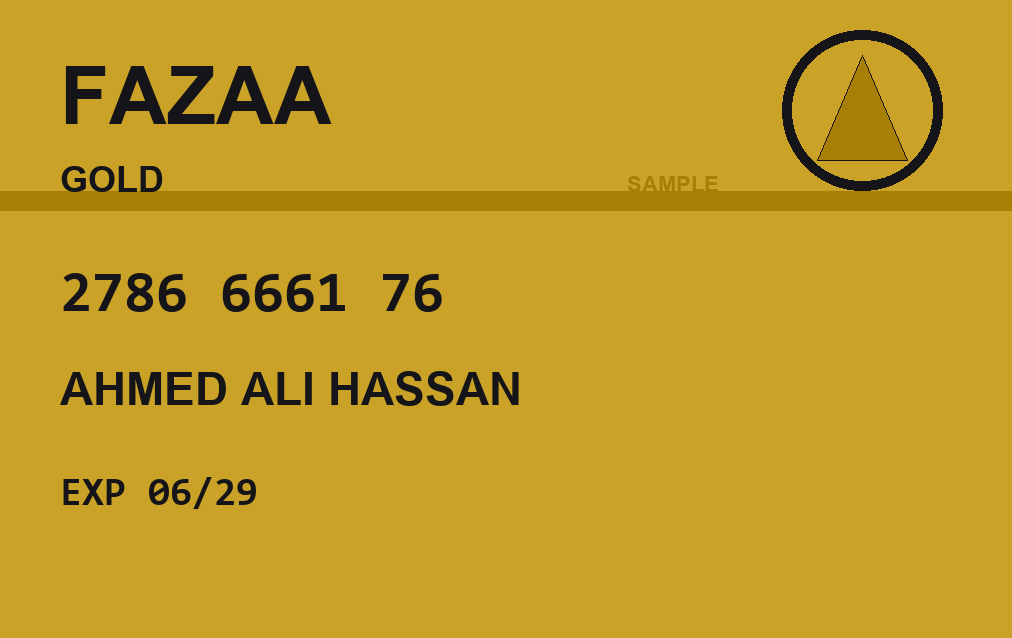 FAZAA
GOLD
SAMPLE
2786 6661 76
AHMED ALI HASSAN
EXP 06/29